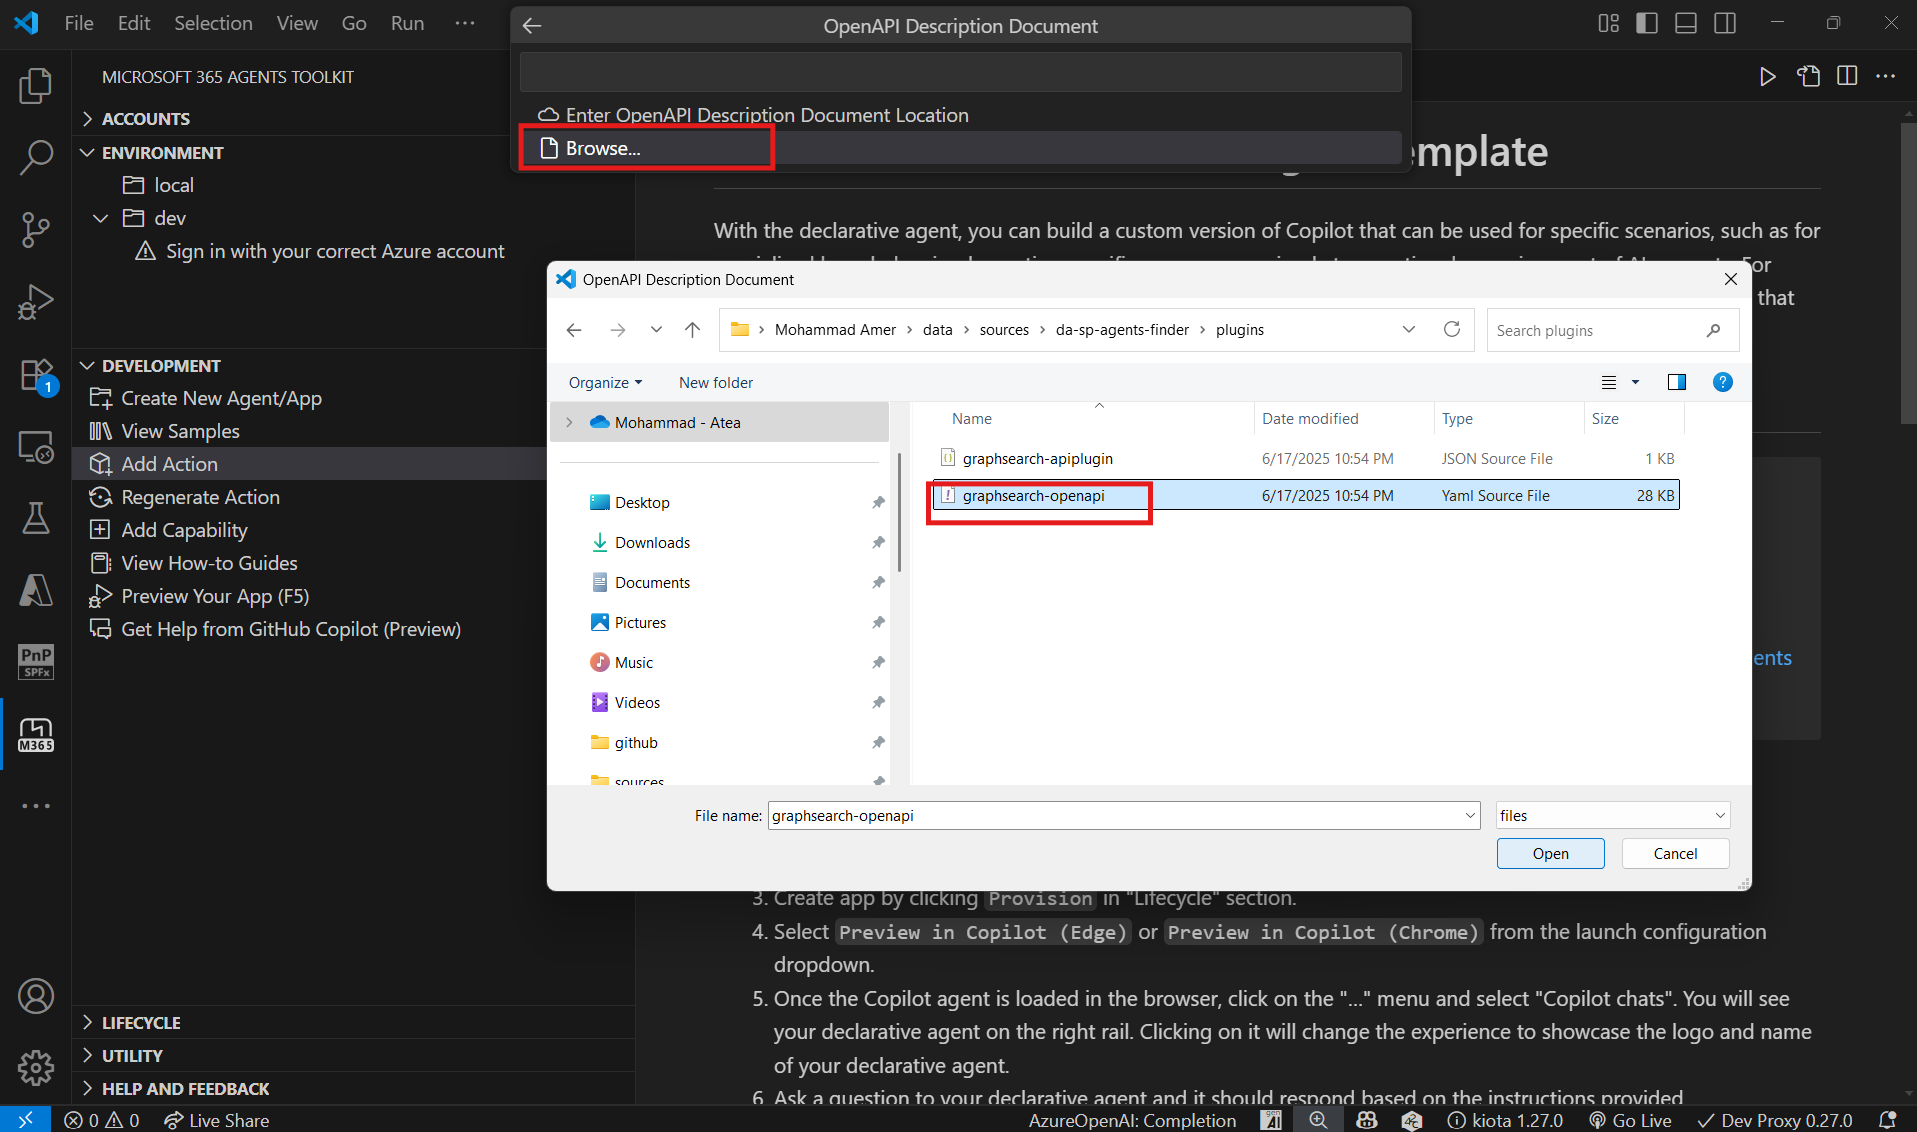 File Edit Selection View Go Run ···
OpenAPI Description Document
Enter OpenAPI Description Document Location
Browse...
MICROSOFT 365 AGENTS TOOLKIT
ACCOUNTS
ENVIRONMENT
local
dev
Sign in with your correct Azure account
DEVELOPMENT
Create New Agent/App
View Samples
Add Action
Regenerate Action
Add Capability
View How-to Guides
Preview Your App (F5)
Get Help from GitHub Copilot (Preview)
LIFECYCLE
UTILITY
HELP AND FEEDBACK
1
PnP
SPFx
M365
emplate
With the declarative agent, you can build a custom version of Copilot that can be used for specific scenarios, such as for
For
that
ents
OpenAPI Description Document
Mohammad Amer > data > sources > da-sp-agents-finder > plugins
Search plugins
Organize New folder
Mohammad - Atea
Desktop
Downloads
Documents
Pictures
Music
Videos
github
sources
Name Date modified Type Size
graphsearch-apiplugin 6/17/2025 10:54 PM JSON Source File 1 KB
graphsearch-openapi 6/17/2025 10:54 PM Yaml Source File 28 KB
File name: graphsearch-openapi files
Open Cancel
3. Create app by clicking Provision in "Lifecycle" section.
4. Select Preview in Copilot (Edge) or Preview in Copilot (Chrome) from the launch configuration
dropdown.
5. Once the Copilot agent is loaded in the browser, click on the "..." menu and select "Copilot chats". You will see
your declarative agent on the right rail. Clicking on it will change the experience to showcase the logo and name
of your declarative agent.
6. Ask a question to your declarative agent and it should respond based on the instructions provided
0 0 Live Share AzureOpenAI: Completion gen AI kiota 1.27.0 Go Live Dev Proxy 0.27.0